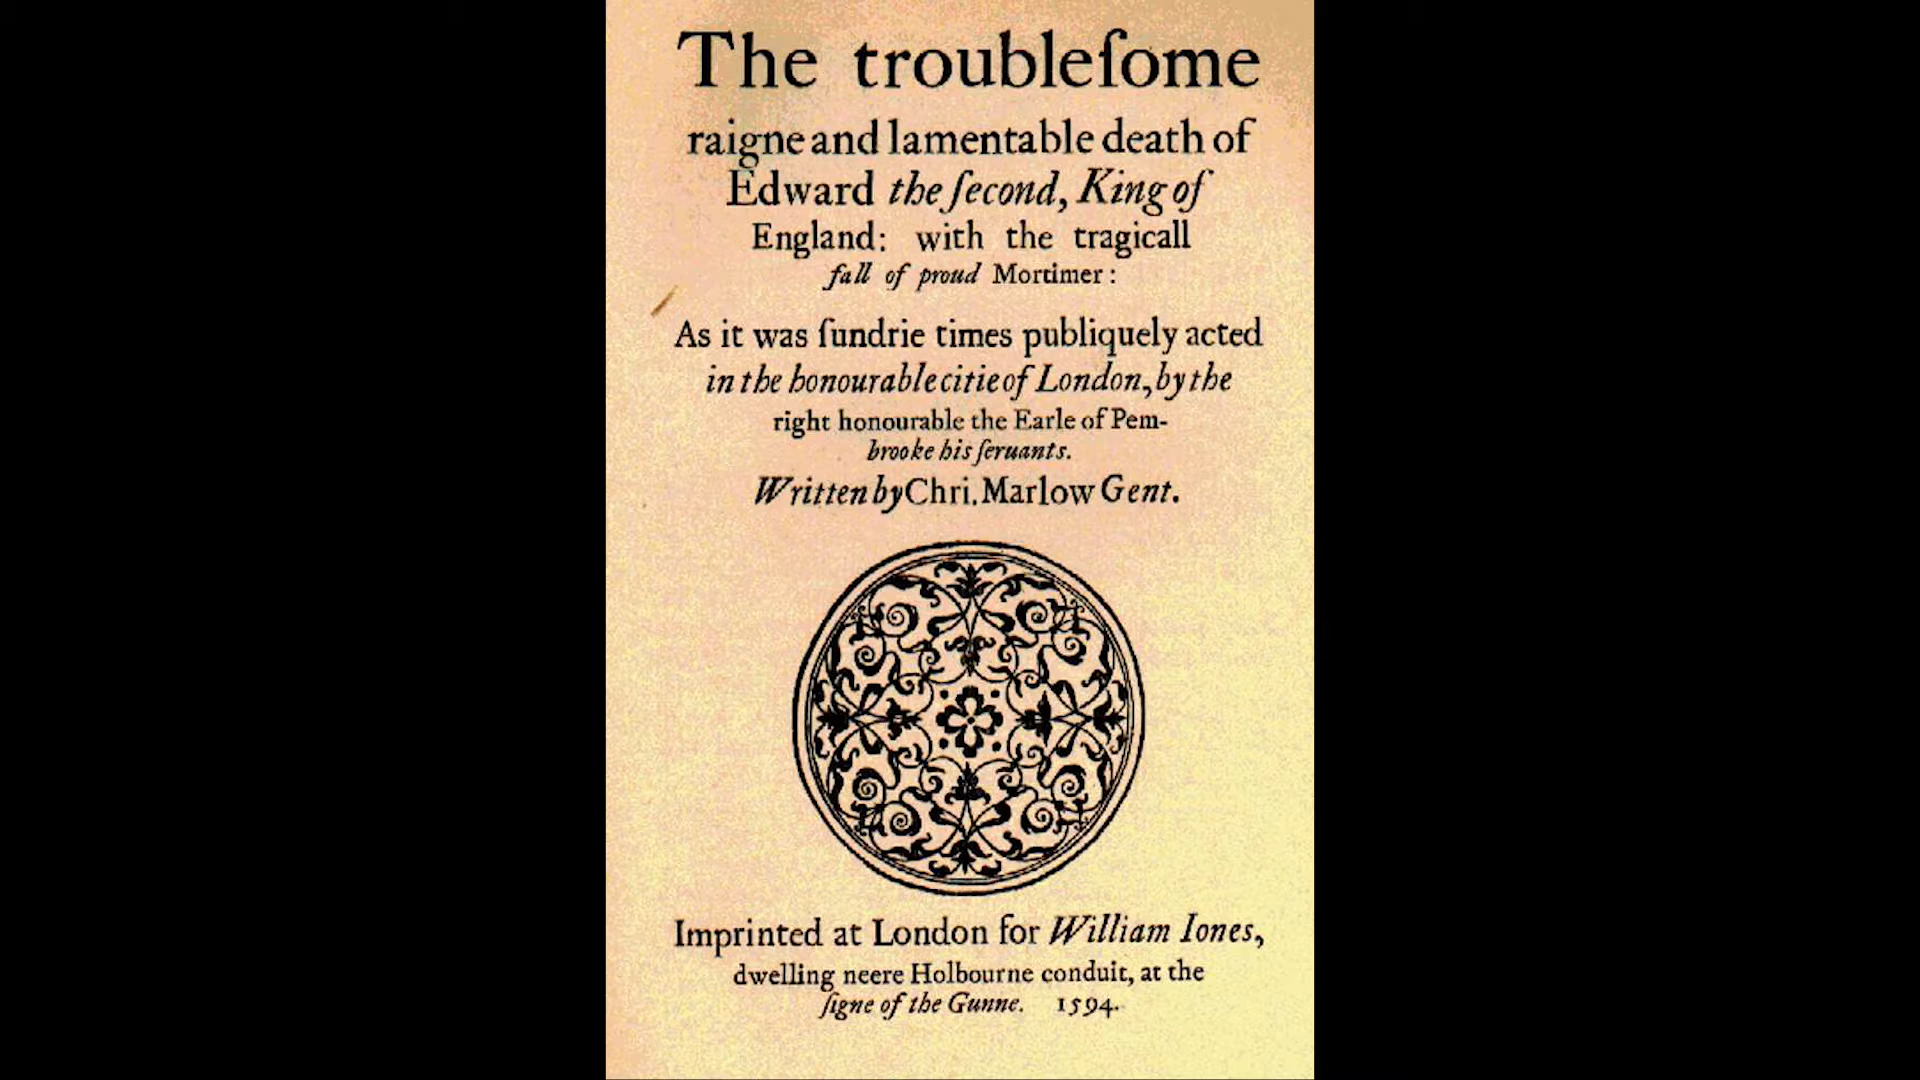 The troubleſome
raigne and lamentable death of
Edward the ſecond, King of
England: with the tragicall
fall of proud Mortimer:
As it was ſundrie times publiquely acted
in the honourable citie of London, by the
right honourable the Earle of Pem-
brooke his ſeruants.
Written by Chri. Marlow Gent.
Imprinted at London for William Iones,
dwelling neere Holbourne conduit, at the
ſigne of the Gunne. 1594.